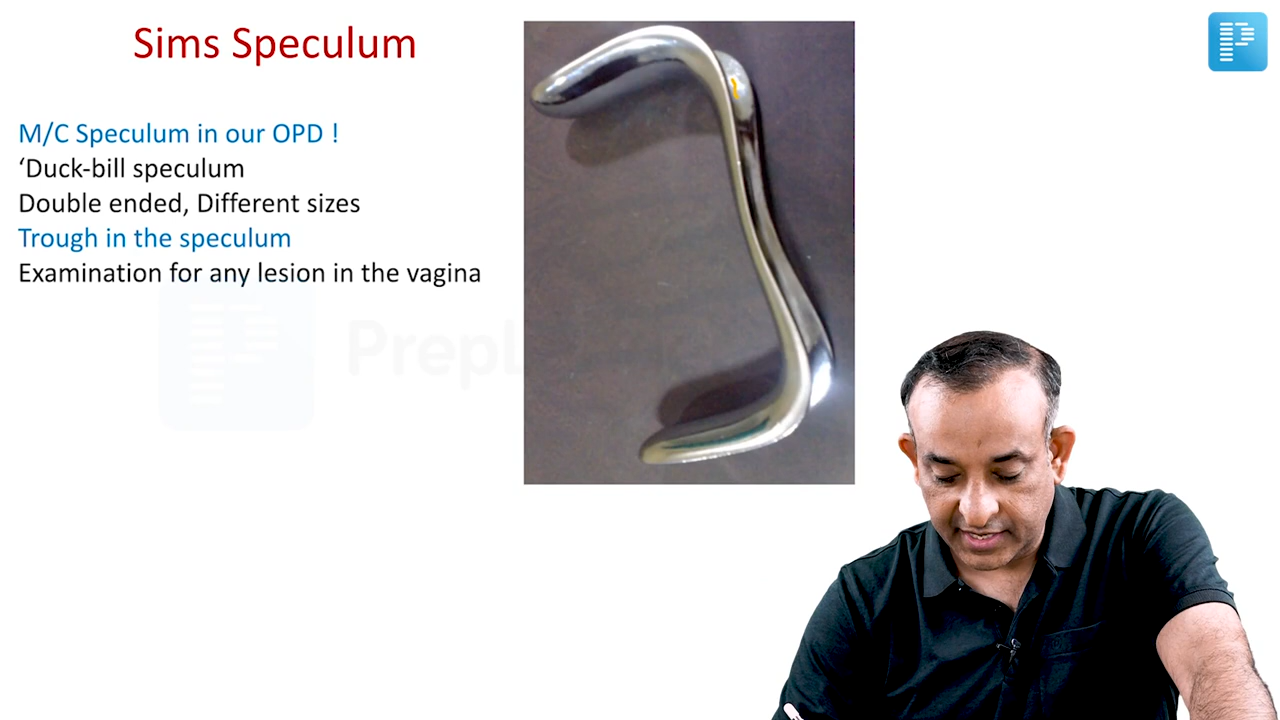 Sims Speculum
M/C Speculum in our OPD !
‘Duck-bill speculum
Double ended, Different sizes
Trough in the speculum
Examination for any lesion in the vagina